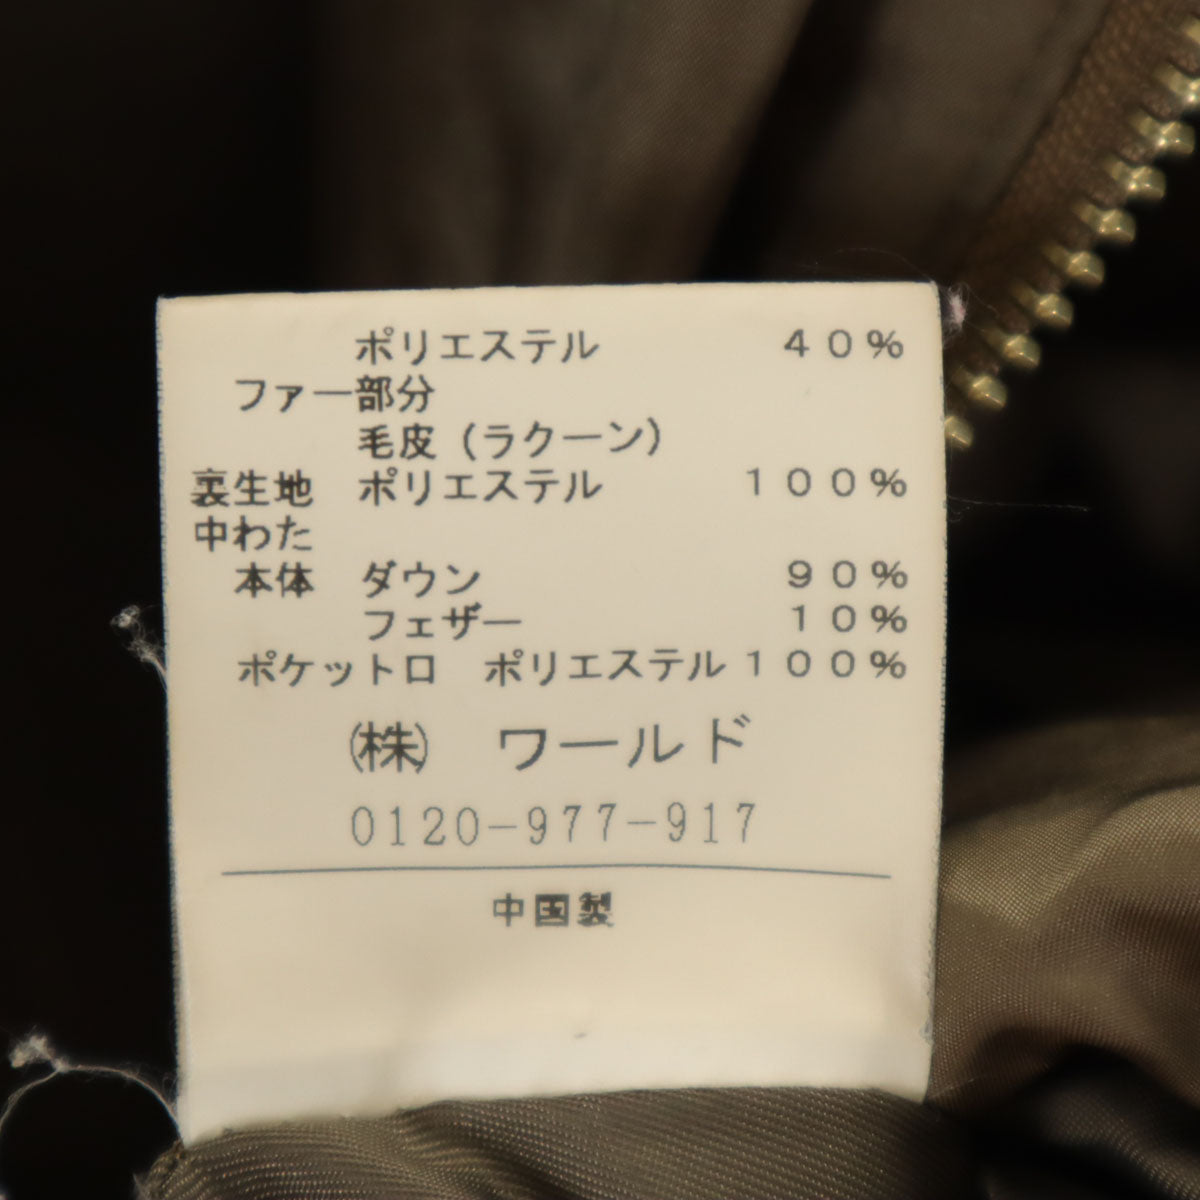 ポリエステル ４０％
ファー部分
毛皮（ラクーン）
裏生地 ポリエステル １００％
中わた
本体 ダウン ９０％
フェザー １０％
ポケット口 ポリエステル１００％
㈱ ワールド
0120-977-917
中国製